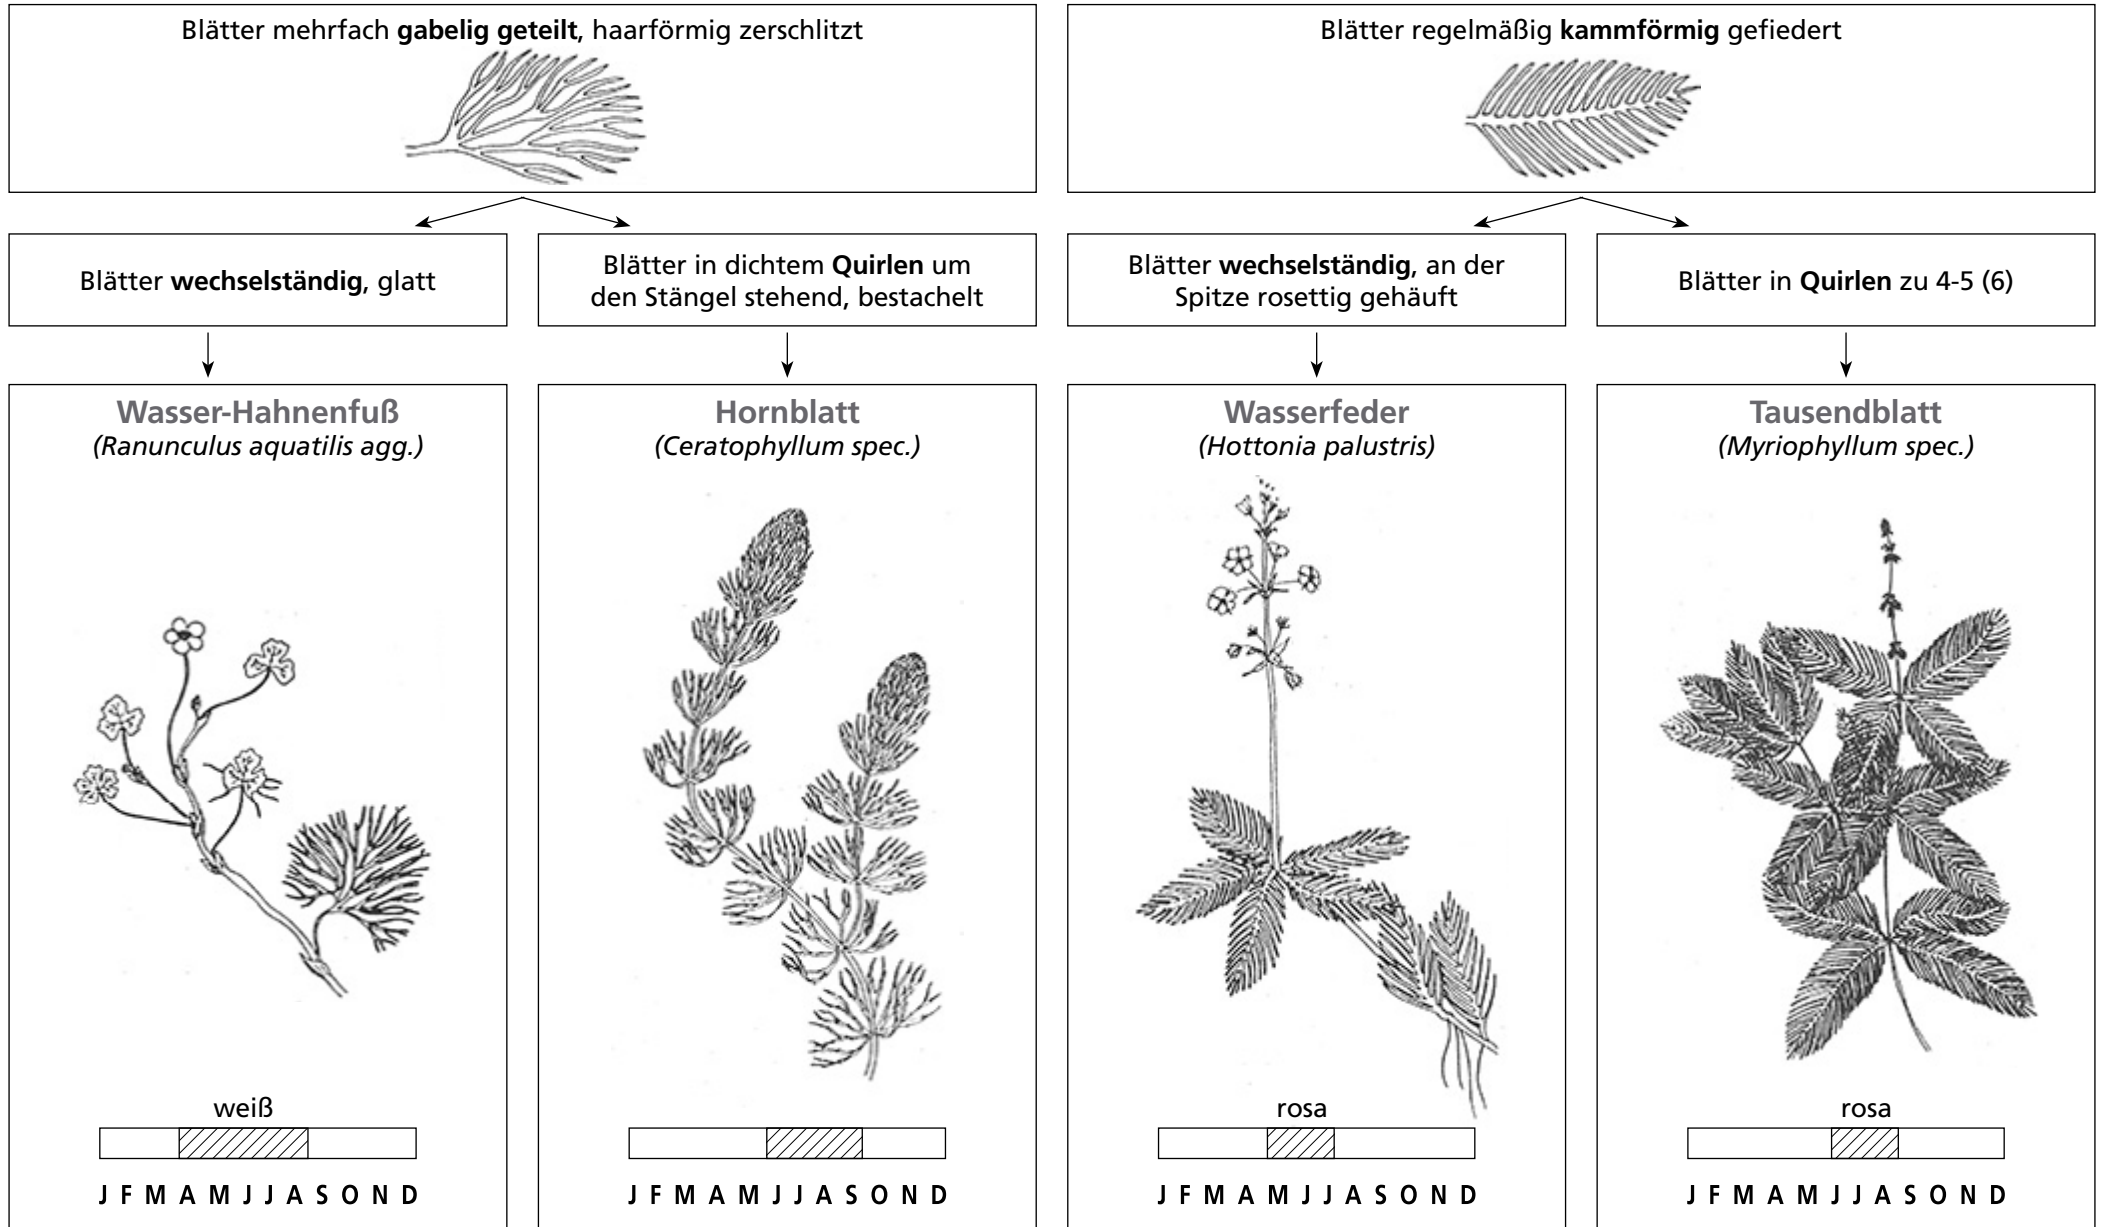 Blätter mehrfach gabelig geteilt, haarförmig zerschlitzt
Blätter regelmäßig kammförmig gefiedert
Blätter wechselständig, glatt
Blätter in dichtem Quirlen um
den Stängel stehend, bestachelt
Blätter wechselständig, an der
Spitze rosettig gehäuft
Blätter in Quirlen zu 4-5 (6)
Wasser-Hahnenfuß
(Ranunculus aquatilis agg.)
weiß
J F M A M J J A S O N D
Hornblatt
(Ceratophyllum spec.)
J F M A M J J A S O N D
Wasserfeder
(Hottonia palustris)
rosa
J F M A M J J A S O N D
Tausendblatt
(Myriophyllum spec.)
rosa
J F M A M J J A S O N D